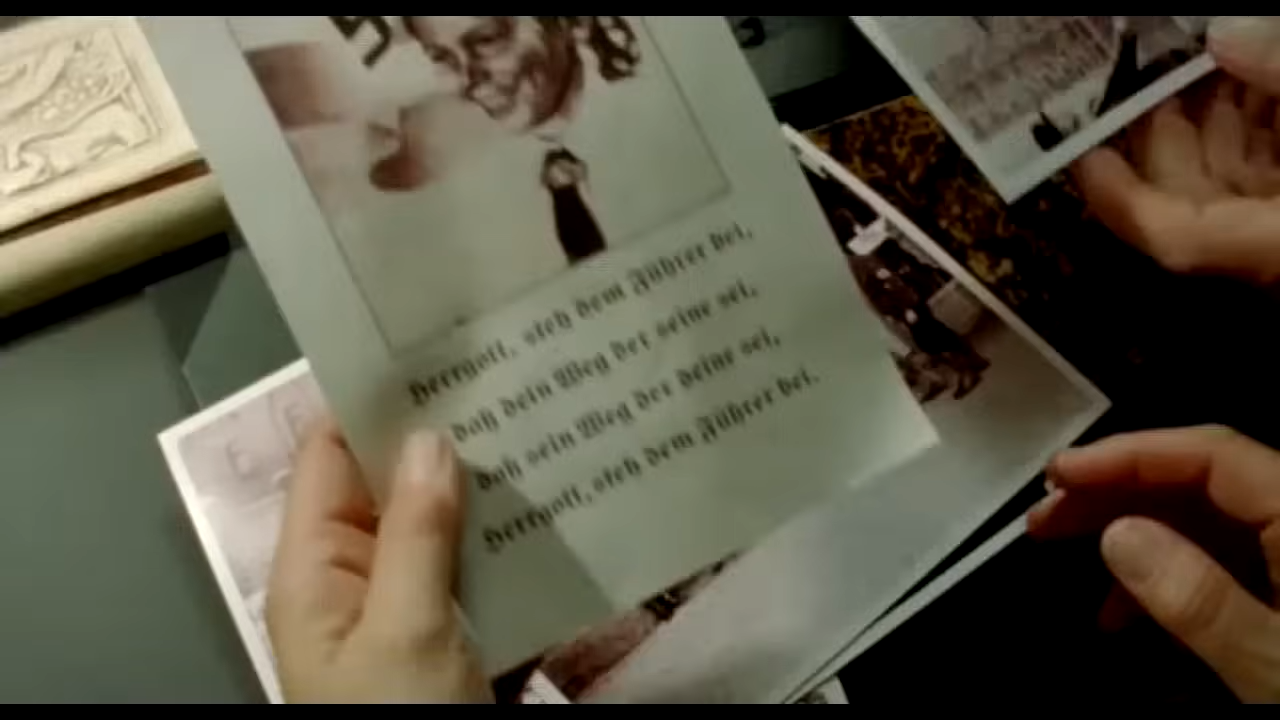 Herrgott, steh dem Führer bei,
daß dein Weg der seine sei,
daß sein Weg der deine sei,
Herrgott, steh dem Führer bei.